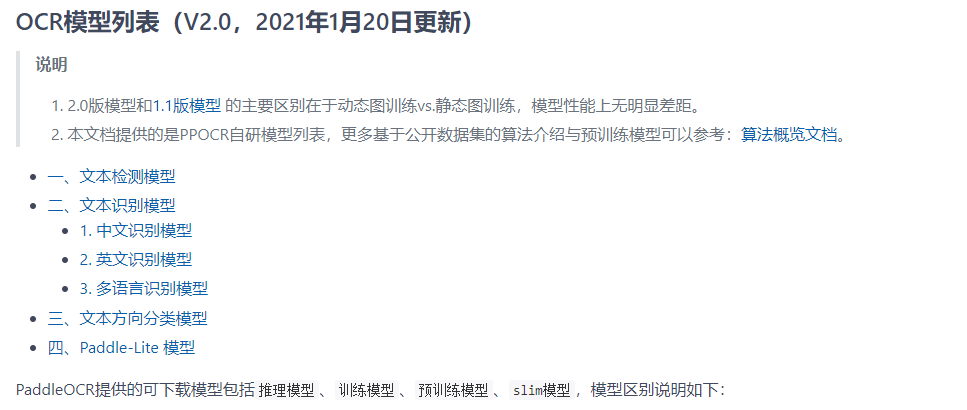 OCR模型列表（V2.0，2021年1月20日更新）
说明
1. 2.0版模型和1.1版模型 的主要区别在于动态图训练vs.静态图训练，模型性能上无明显差距。
2. 本文档提供的是PPOCR自研模型列表，更多基于公开数据集的算法介绍与预训练模型可以参考：算法概览文档。
一、文本检测模型
二、文本识别模型
1. 中文识别模型
2. 英文识别模型
3. 多语言识别模型
三、文本方向分类模型
四、Paddle-Lite 模型
PaddleOCR提供的可下载模型包括 推理模型 、 训练模型 、 预训练模型 、 slim模型 ，模型区别说明如下：